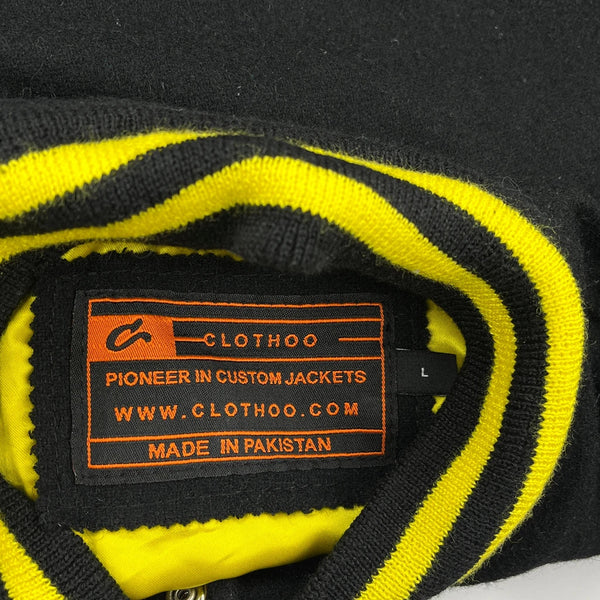 CLOTHOO
PIONEER IN CUSTOM JACKETS
WWW.CLOTHOO.COM
MADE IN PAKISTAN
L